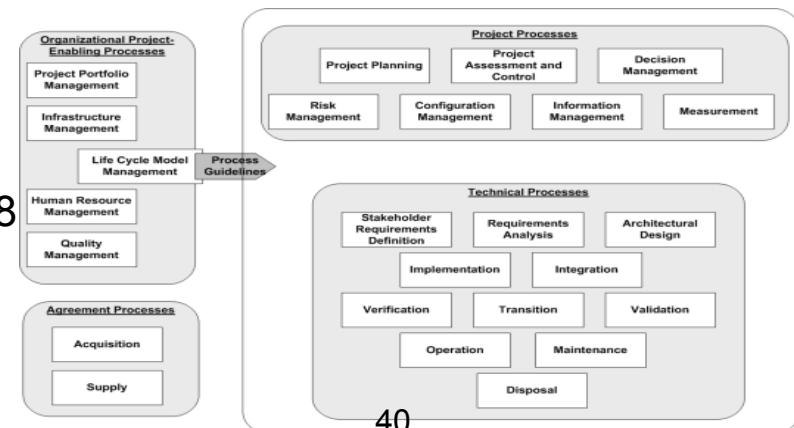 Organizational Project-
Enabling Processes
Project Portfolio
Management
Infrastructure
Management
Life Cycle Model
Management
Process
Guidelines
8
Human Resource
Management
Quality
Management
Agreement Processes
Acquisition
Supply
Project Processes
Project Planning
Project
Assessment and
Control
Decision
Management
Risk
Management
Configuration
Management
Information
Management
Measurement
Technical Processes
Stakeholder
Requirements
Definition
Requirements
Analysis
Architectural
Design
Implementation
Integration
Verification
Transition
Validation
Operation
Maintenance
Disposal
40